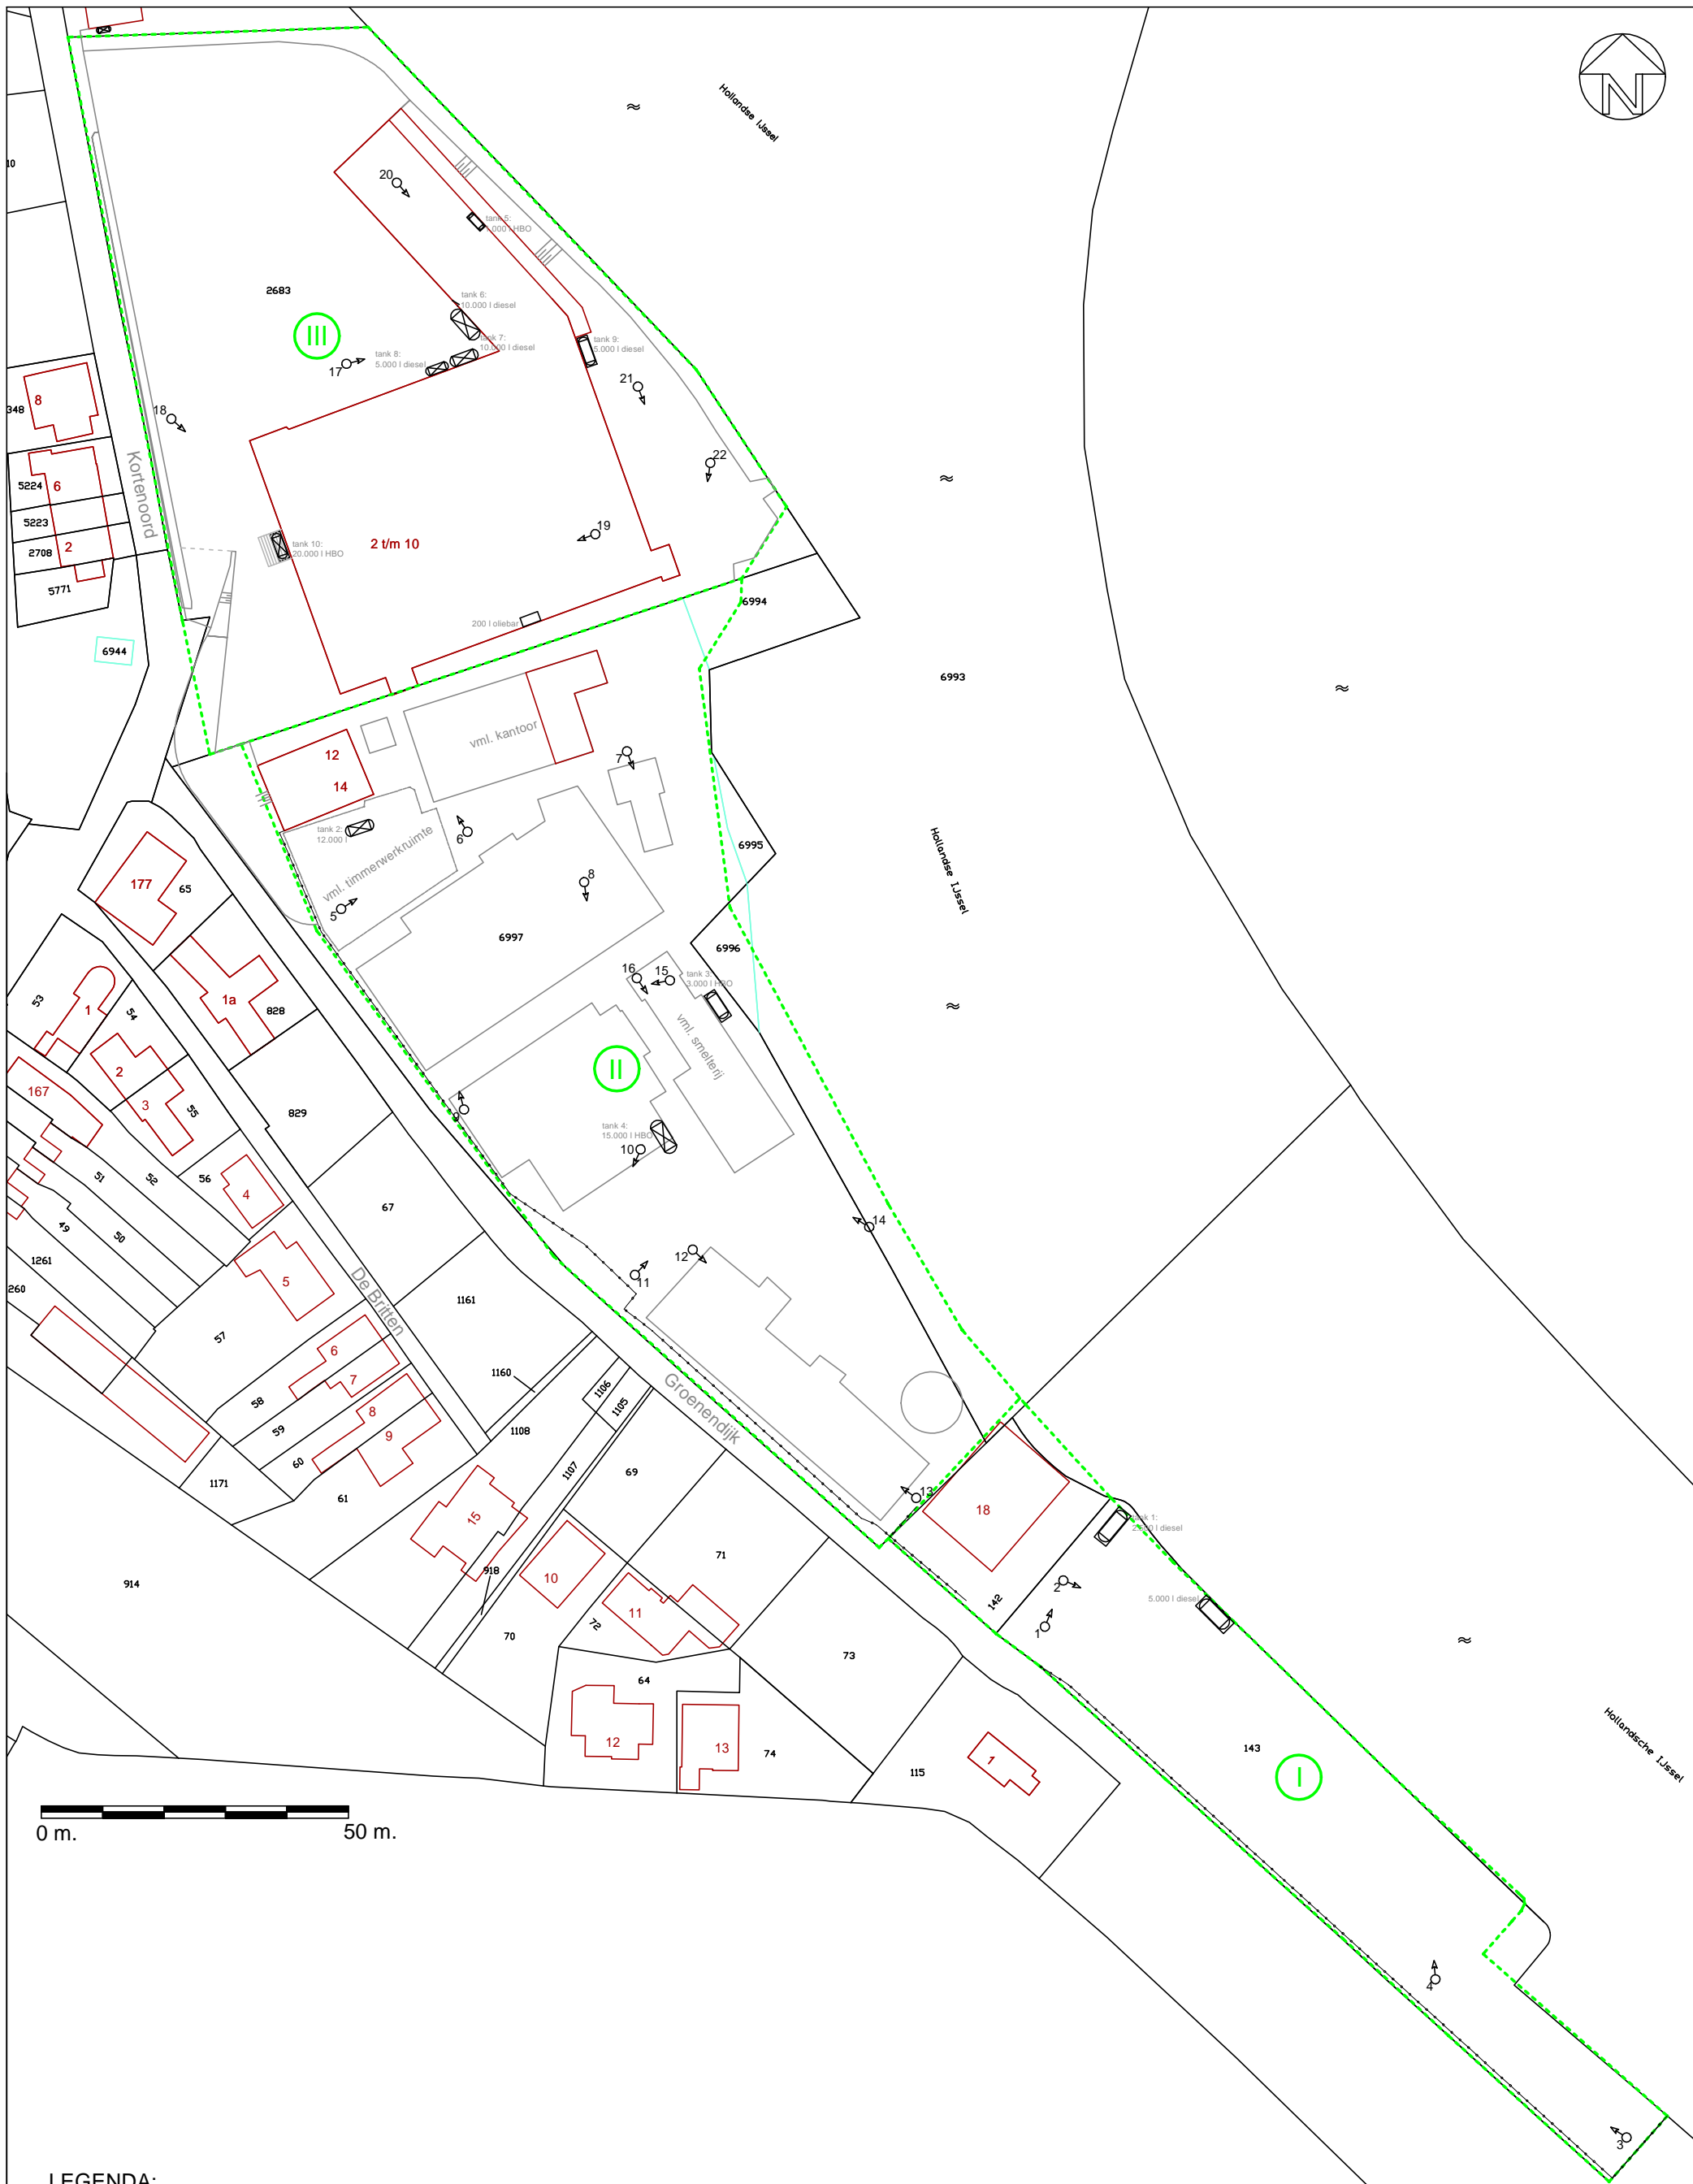 N
Hollandse IJssel
10
20
tank 5:
.000 l HBO
2683
tank 6:
10.000 l diesel
III
tank 7:
10.000 l diesel
tank 8:
5.000 l diesel
tank 9:
5.000 l diesel
17
21
18
8
348
22
Kortenoord
5224
6
5223
2708
2
5771
19
2 t/m 10
tank 10:
20.000 l HBO
200 l oliebar
6994
6944
6993
vml. kantoor
12
14
7
tank 2:
12.000 l
6
vml. timmerwerkruimte
6995
Hollandse IJssel
177
65
8
5
6997
6996
16
15
tank 3:
3.000 l HBO
53
1
54
1a
828
vml. smelterij
II
2
167
3
55
829
9
tank 4:
15.000 l HBO
10
51
52
56
4
67
49
50
14
12
11
1261
260
5
57
De Britten
1161
6
7
58
1160
1106
1105
Groenendijk
8
59
9
60
1108
1107
69
1171
61
13
18
tank 1:
2.000 l diesel
15
71
918
914
10
11
72
70
142
2
1
5.000 l diesel
73
64
12
13
74
115
1
143
I
Hollandsche IJssel
0 m.
50 m.
4
3
LEGENDA: